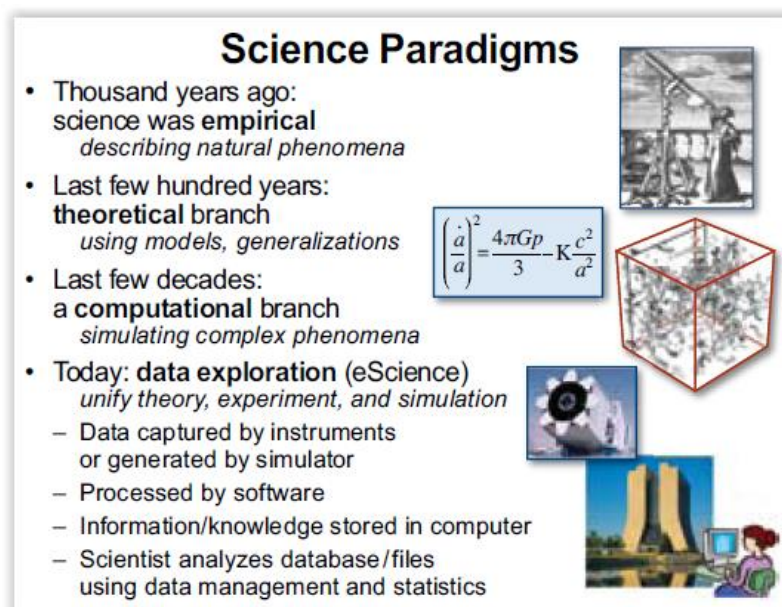 Science Paradigms
• Thousand years ago:
science was empirical
describing natural phenomena
• Last few hundred years:
theoretical branch
using models, generalizations
(ȧ/a)² = 4πGp/3 − K c²/a²
• Last few decades:
a computational branch
simulating complex phenomena
• Today: data exploration (eScience)
unify theory, experiment, and simulation
– Data captured by instruments
or generated by simulator
– Processed by software
– Information/knowledge stored in computer
– Scientist analyzes database/files
using data management and statistics